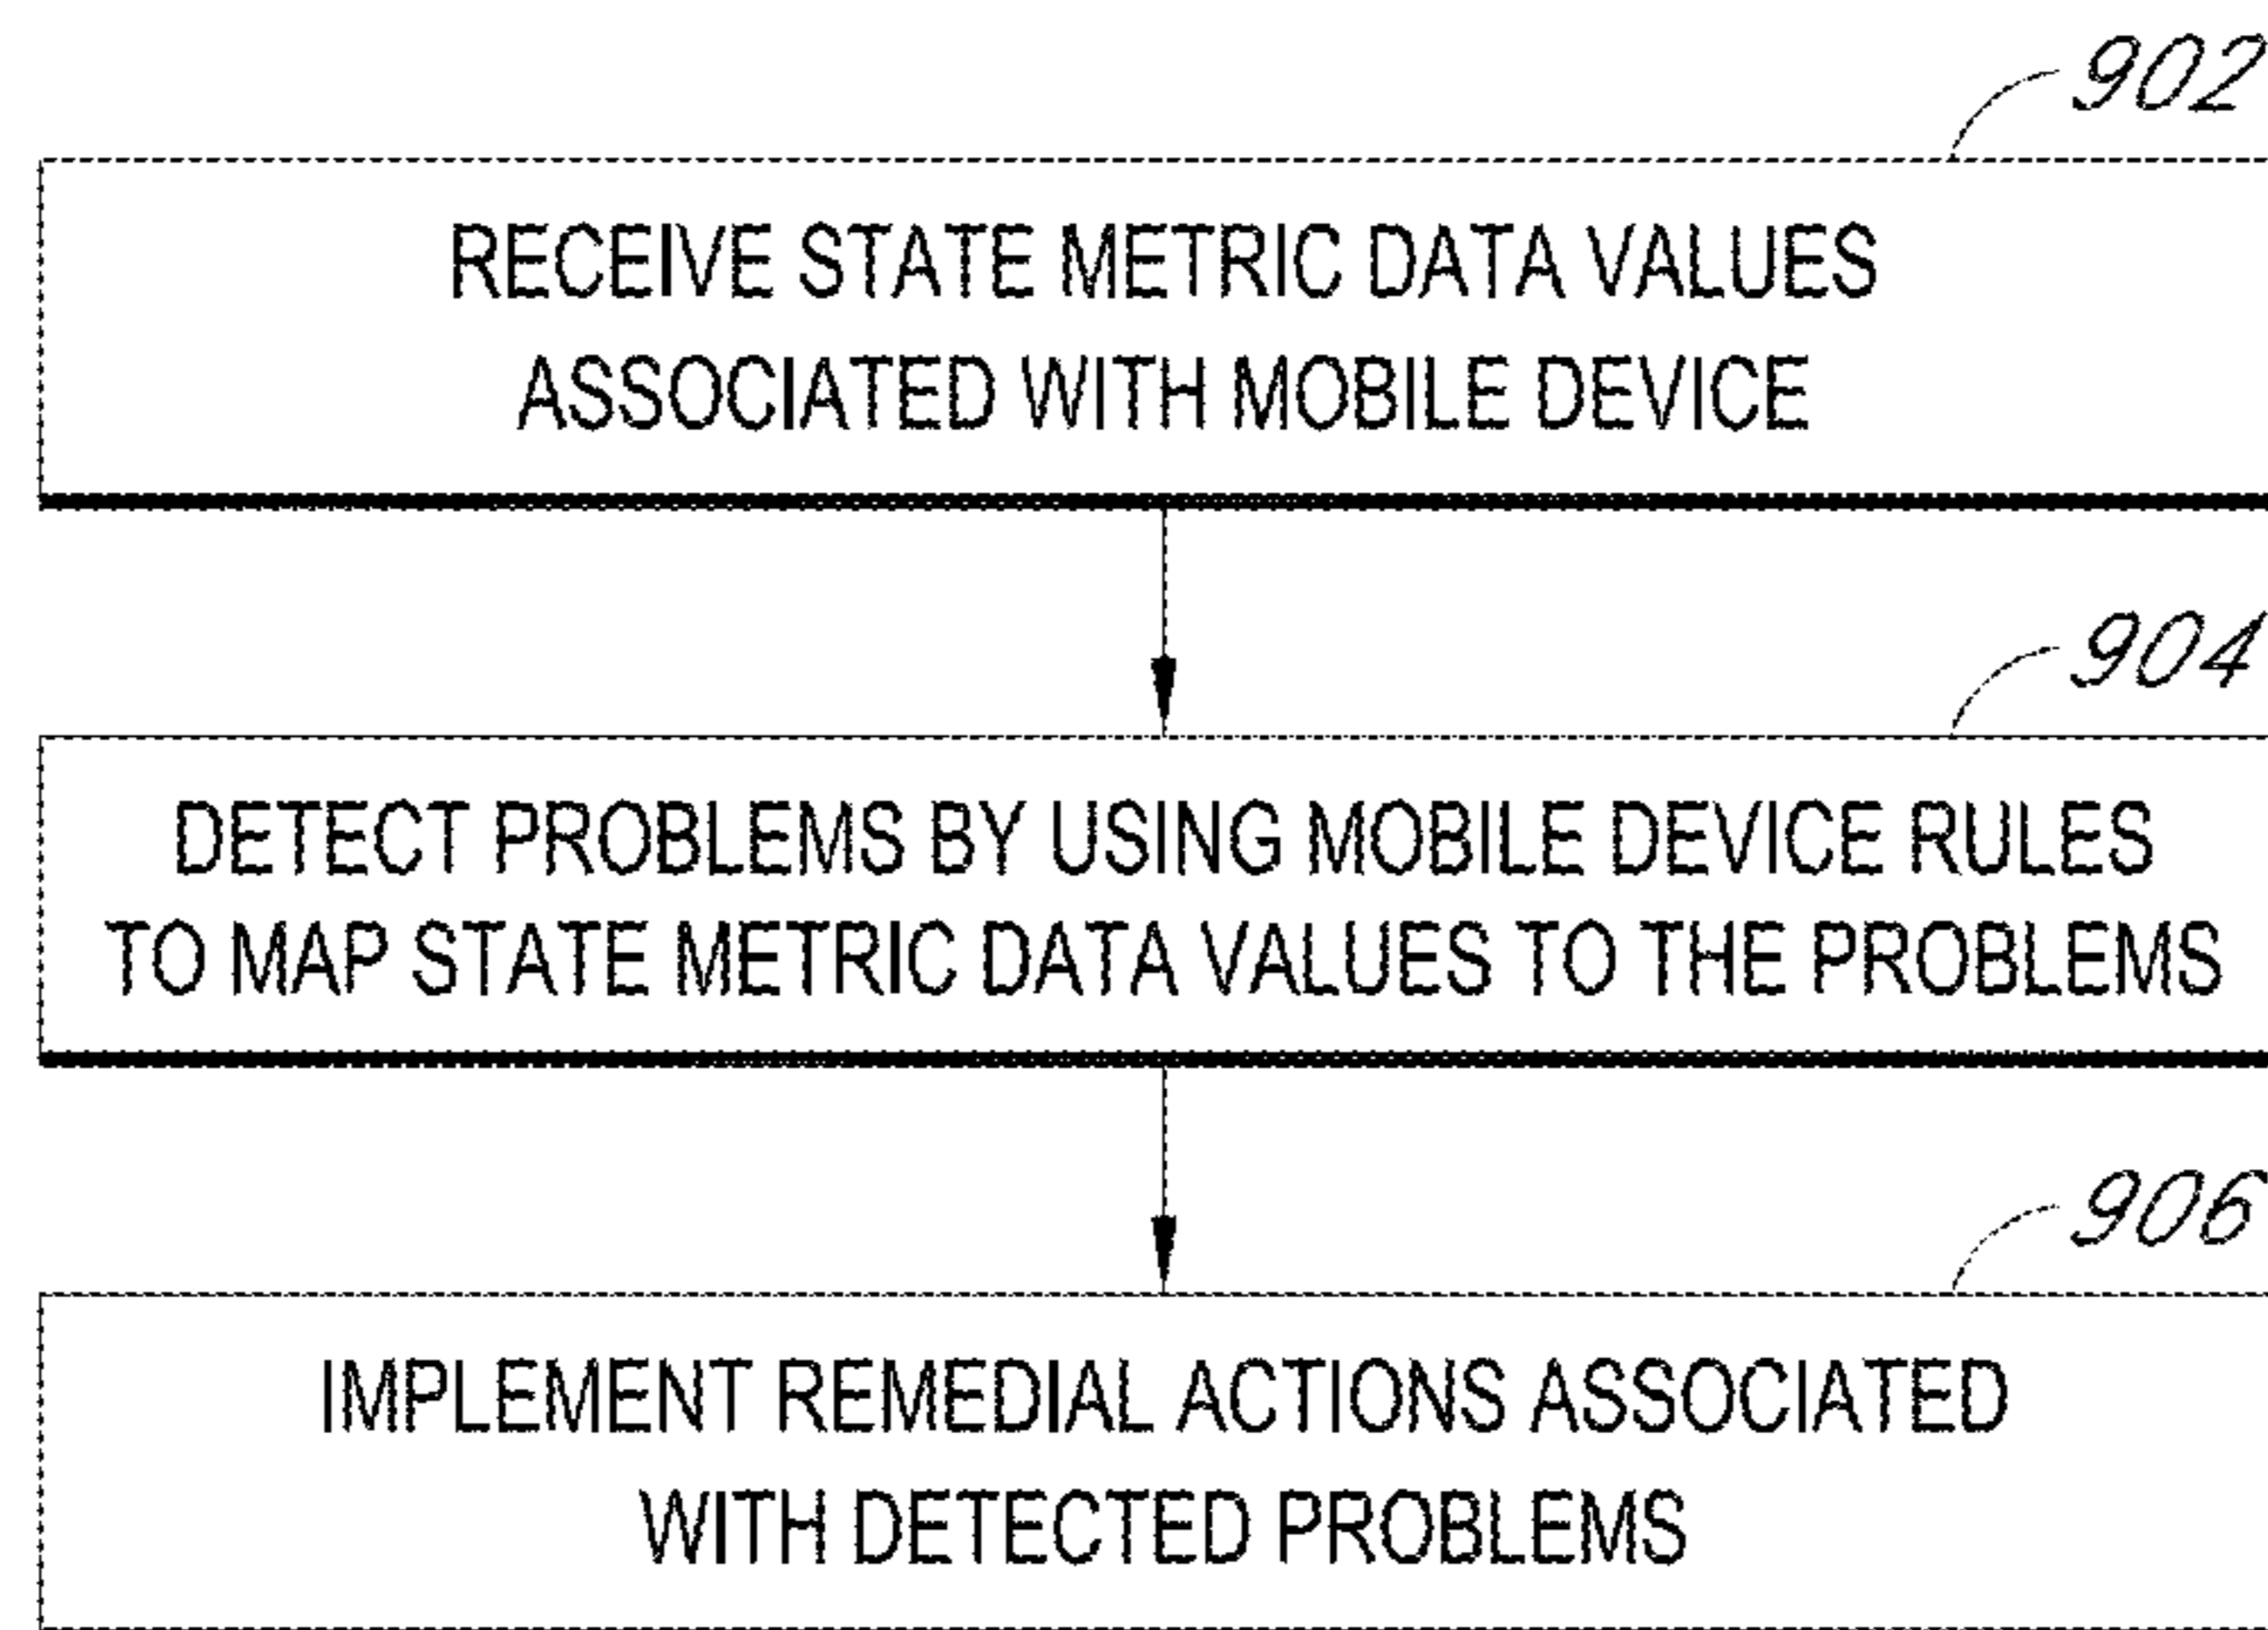 902
RECEIVE STATE METRIC DATA VALUES
ASSOCIATED WITH MOBILE DEVICE
904
DETECT PROBLEMS BY USING MOBILE DEVICE RULES
TO MAP STATE METRIC DATA VALUES TO THE PROBLEMS
906
IMPLEMENT REMEDIAL ACTIONS ASSOCIATED
WITH DETECTED PROBLEMS